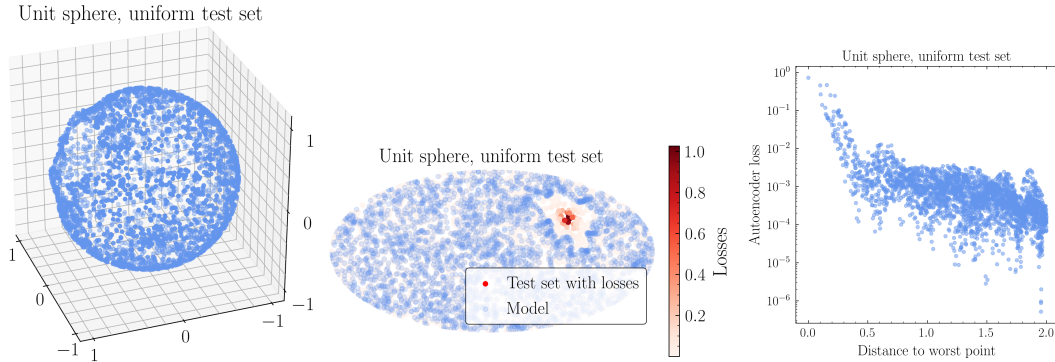 Unit sphere, uniform test set
1
0
−1
1
0
−1
1
0
−1
Unit sphere, uniform test set
Test set with losses
Model
1.0
0.8
0.6
0.4
0.2
Losses
Unit sphere, uniform test set
10⁰
10⁻¹
10⁻²
10⁻³
10⁻⁴
10⁻⁵
10⁻⁶
Autoencoder loss
0.0 0.5 1.0 1.5 2.0
Distance to worst point